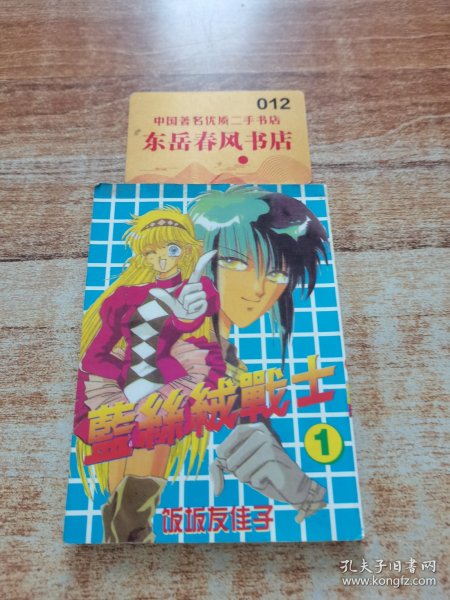 012
中国著名优质二手书店
东岳春风书店
藍絲絨戰士
1
饭坂友佳子
孔夫子旧书网
www.kongfz.com